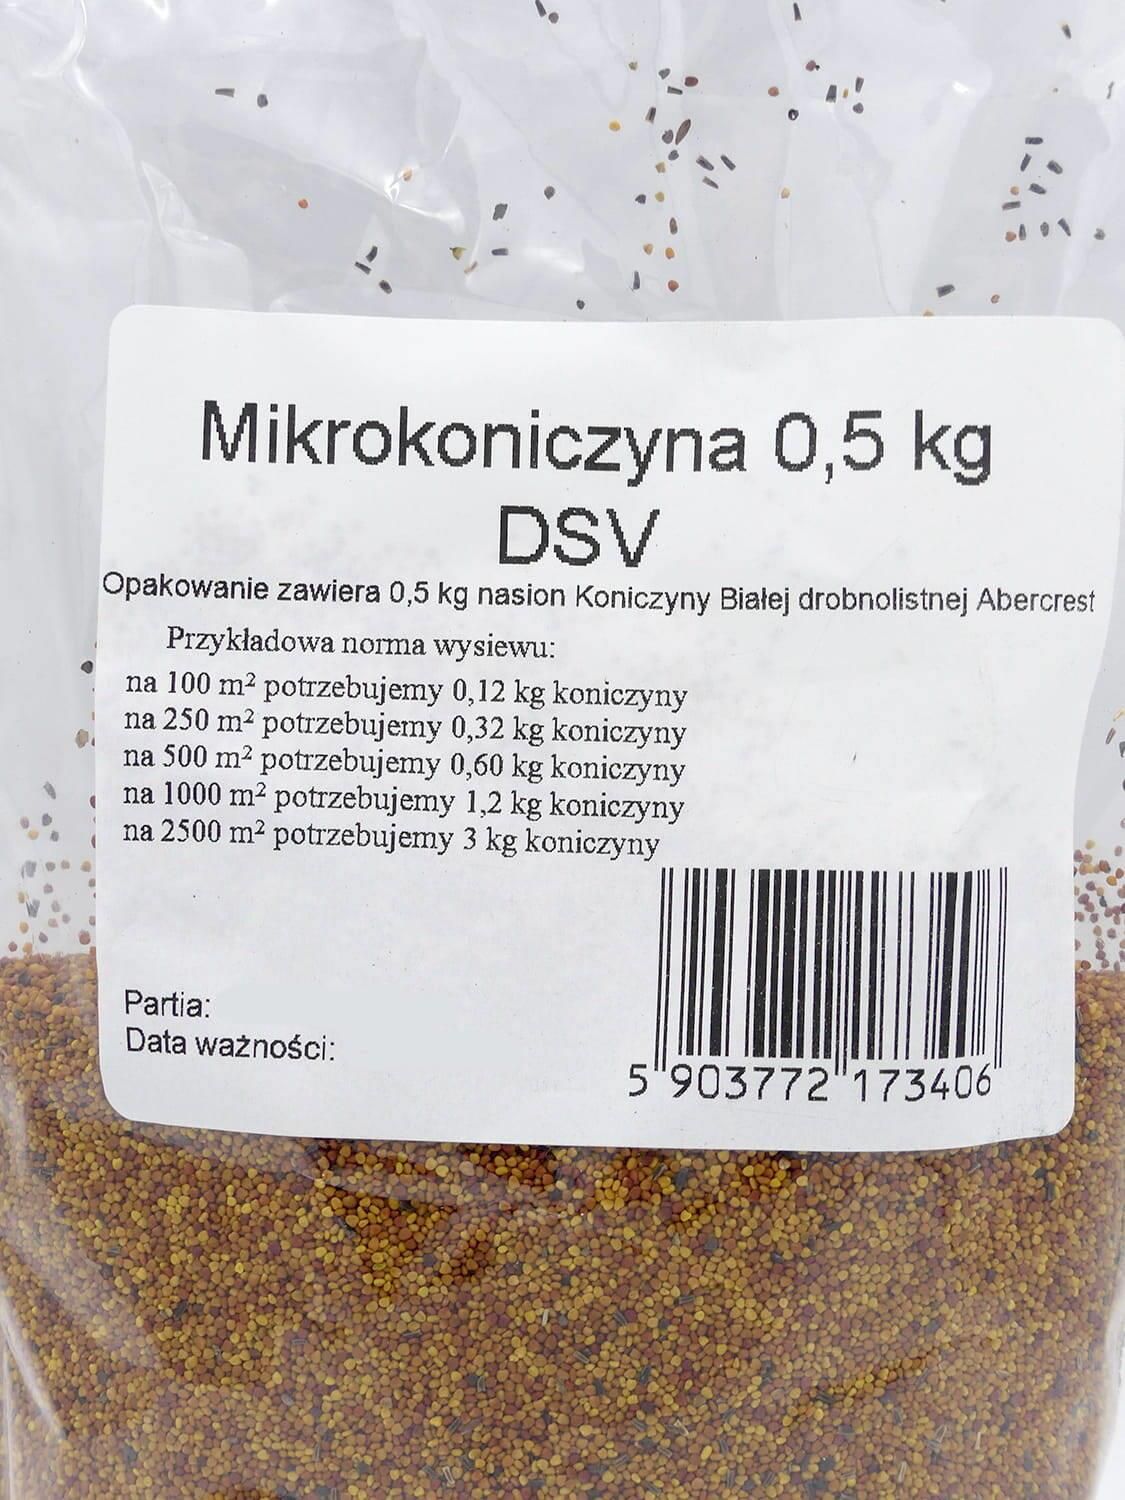 Mikrokoniczyna 0,5 kg
DSV
Opakowanie zawiera 0,5 kg nasion Koniczyny Białej drobnolistnej Abercrest
Przykładowa norma wysiewu:
na 100 m² potrzebujemy 0,12 kg koniczyny
na 250 m² potrzebujemy 0,32 kg koniczyny
na 500 m² potrzebujemy 0,60 kg koniczyny
na 1000 m² potrzebujemy 1,2 kg koniczyny
na 2500 m² potrzebujemy 3 kg koniczyny
Partia:
Data ważności:
5 903772 173406